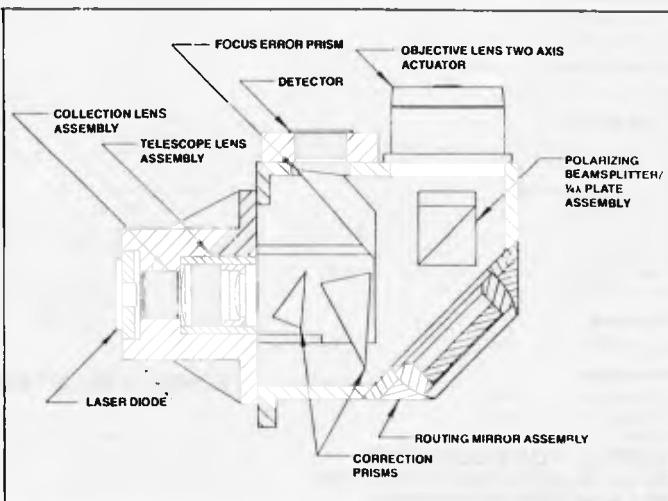 FOCUS ERROR PRISM
OBJECTIVE LENS TWO AXIS
ACTUATOR
DETECTOR
COLLECTION LENS
ASSEMBLY
TELESCOPE LENS
ASSEMBLY
POLARIZING
BEAMSPLITTER/
¼λ PLATE
ASSEMBLY
LASER DIODE
ROUTING MIRROR ASSEMBLY
CORRECTION
PRISMS